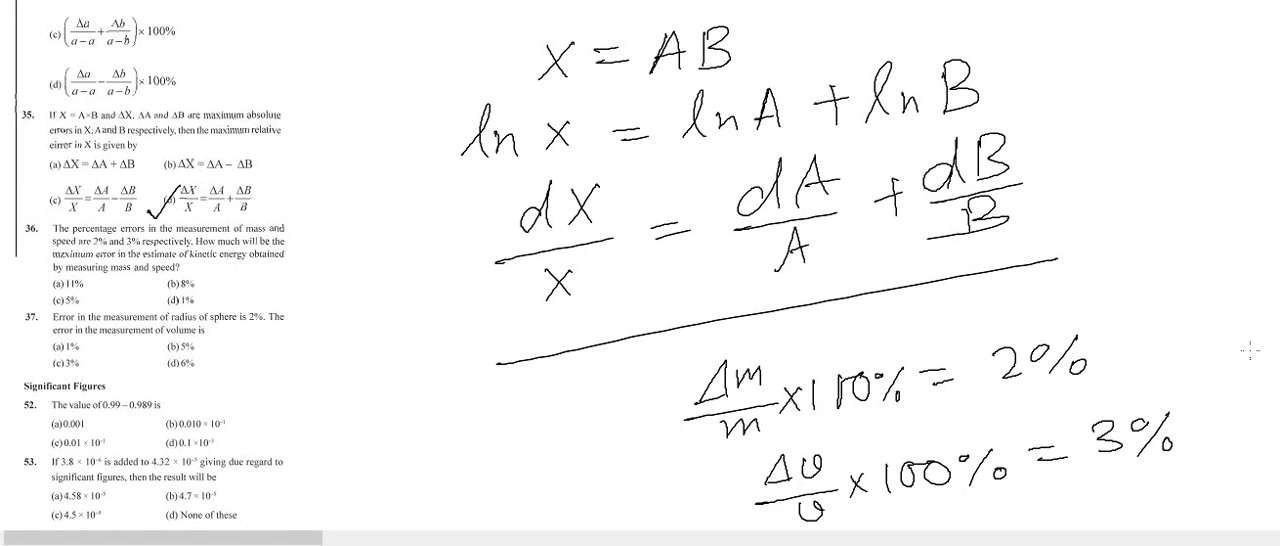 (c) (Δa/a−a + Δb/a−b) × 100%
(d) (Δa/a−a − Δb/a−b) × 100%
35. If X = A×B and ΔX, ΔA and ΔB are maximum absolute
errors in X, A and B respectively, then the maximum relative
eirrer in X is given by
(a) ΔX = ΔA + ΔB (b) ΔX = ΔA − ΔB
(c) ΔX/X = ΔA/A − ΔB/B (d) ΔX/X = ΔA/A + ΔB/B
36. The percentage errors in the measurement of mass and
speed are 2% and 3% respectively. How much will be the
maximum error in the estimate of kinetic energy obtained
by measuring mass and speed?
(a) 11% (b) 8%
(c) 5% (d) 1%
37. Error in the measurement of radius of sphere is 2%. The
error in the measurement of volume is
(a) 1% (b) 5%
(c) 3% (d) 6%
Significant Figures
52. The value of 0.99 – 0.989 is
(a) 0.001 (b) 0.010 × 10⁻¹
(c) 0.01 × 10⁻¹ (d) 0.1 × 10⁻³
53. If 3.8 × 10⁻⁶ is added to 4.32 × 10⁻⁵ giving due regard to
significant figures, then the result will be
(a) 4.58 × 10⁻⁵ (b) 4.7 × 10⁻⁵
(c) 4.5 × 10⁻⁵ (d) None of these
X = AB
ln x = ln A + ln B
dX/X = dA/A + dB/B
Δm/m × 100% = 2%
Δv/v × 100% = 3%